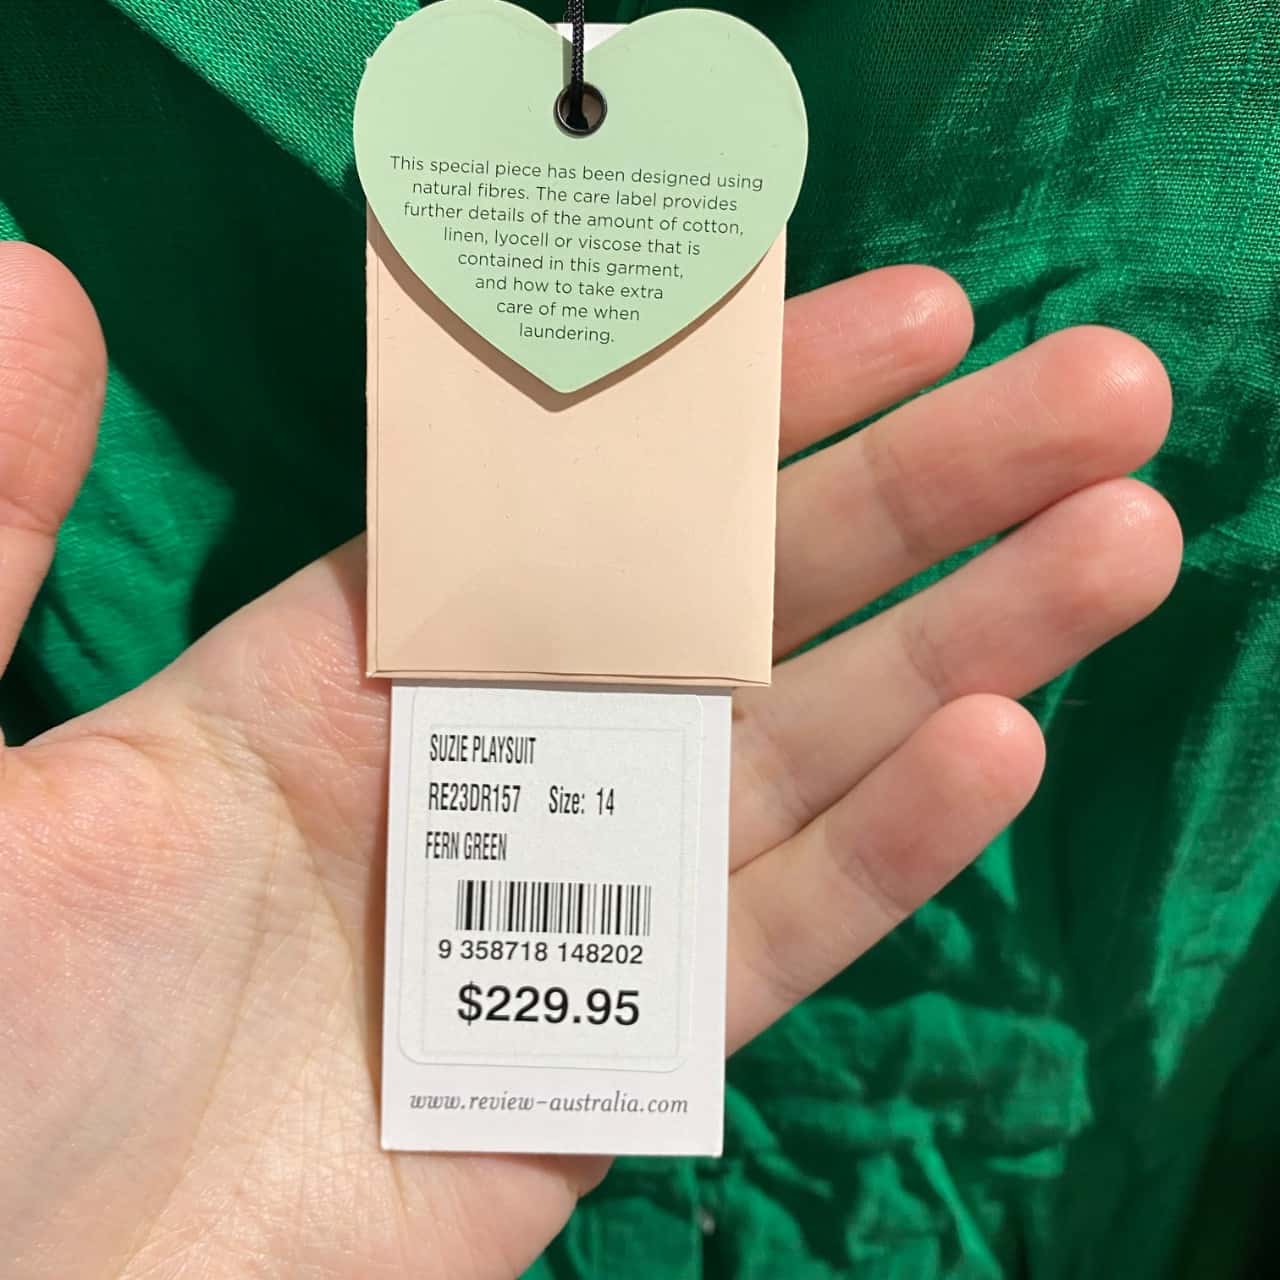 This special piece has been designed using
natural fibres. The care label provides
further details of the amount of cotton,
linen, lyocell or viscose that is
contained in this garment,
and how to take extra
care of me when
laundering.
SUZIE PLAYSUIT
RE23DR157 Size: 14
FERN GREEN
9 358718 148202
$229.95
www.review-australia.com